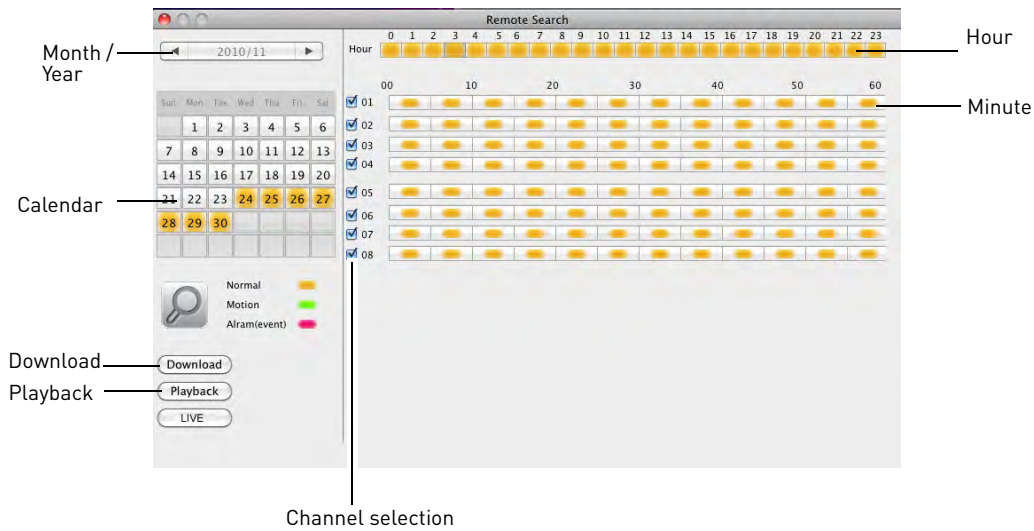 Remote Search
Month /
Year
◄ 2010/11 ►
Hour 0 1 2 3 4 5 6 7 8 9 10 11 12 13 14 15 16 17 18 19 20 21 22 23
Hour
00 10 20 30 40 50 60
Minute
Sun Mon Tue Wed Thu Fri Sat
1 2 3 4 5 6
7 8 9 10 11 12 13
14 15 16 17 18 19 20
21 22 23 24 25 26 27
28 29 30
Calendar
01
02
03
04
05
06
07
08
Normal
Motion
Alram(event)
Download
Download
Playback
Playback
LIVE
Channel selection